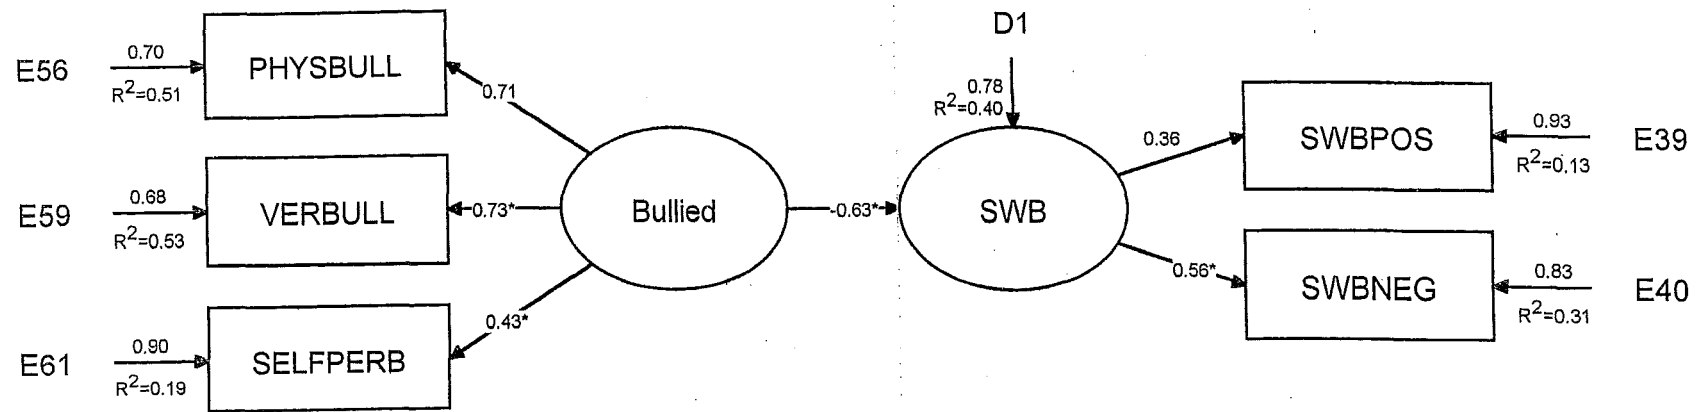 D1
E56
0.70
R²=0.51
PHYSBULL
0.71
0.78
R²=0.40
0.36
SWBPOS
0.93
R²=0.13
E39
E59
0.68
R²=0.53
VERBULL
0.73*
Bullied
-0.63*
SWB
0.56*
SWBNEG
0.83
R²=0.31
E40
0.43*
E61
0.90
R²=0.19
SELFPERB